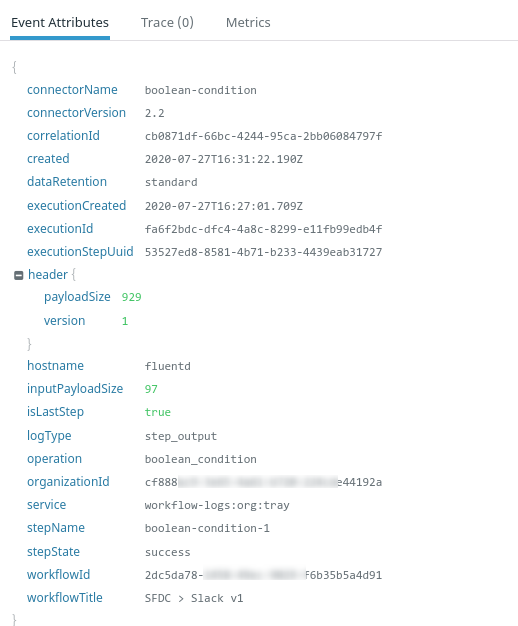 Event Attributes Trace (0) Metrics
{
connectorName boolean-condition
connectorVersion 2.2
correlationId cb0871df-66bc-4244-95ca-2bb06084797f
created 2020-07-27T16:31:22.190Z
dataRetention standard
executionCreated 2020-07-27T16:27:01.709Z
executionId fa6f2bdc-dfc4-4a8c-8299-e11fb99edb4f
executionStepUuid 53527ed8-8581-4b71-b233-4439eab31727
header {
payloadSize 929
version 1
}
hostname fluentd
inputPayloadSize 97
isLastStep true
logType step_output
operation boolean_condition
organizationId cf888 e44192a
service workflow-logs:org:tray
stepName boolean-condition-1
stepState success
workflowId 2dc5da78- f6b35b5a4d91
workflowTitle SFDC > Slack v1
}